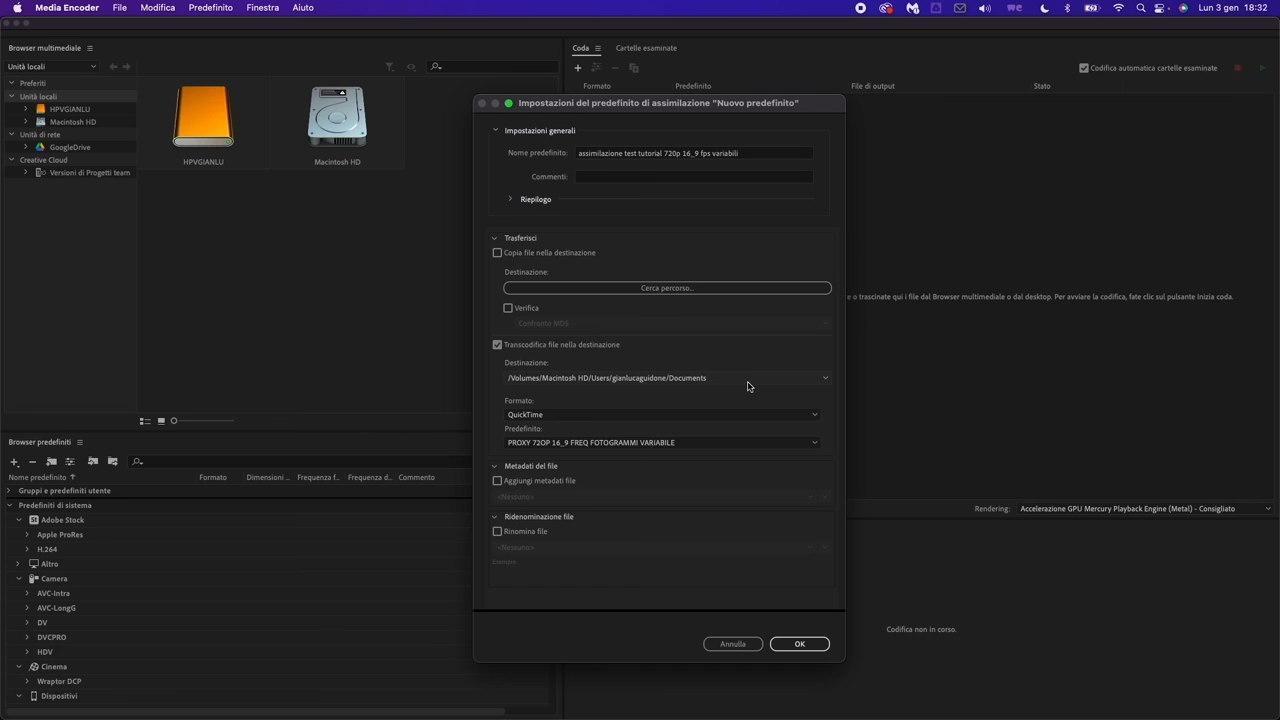 Media Encoder File Modifica Predefinito Finestra Aiuto
Lun 3 gen 18:32
Browser multimediale
Coda Cartelle esaminate
Unità locali
Codifica automatica cartelle esaminate
Preferiti
Formato Predefinito File di output Stato
Unità locali
HPVGIANLU
Macintosh HD
Unità di rete
GoogleDrive
Creative Cloud
Versioni di Progetti team
HPVGIANLU
Macintosh HD
Impostazioni del predefinito di assimilazione "Nuovo predefinito"
Impostazioni generali
Nome predefinito: assimilazione test tutorial 720p 16_9 fps variabili
Commenti:
Riepilogo
Trasferisci
Copia file nella destinazione
Destinazione:
Cerca percorso...
Verifica
Confronto MD5
Transcodifica file nella destinazione
Destinazione:
/Volumes/Macintosh HD/Users/gianlucaguidone/Documents
Formato:
QuickTime
Predefinito:
PROXY 72OP 16_9 FREQ FOTOGRAMMI VARIABILE
Metadati del file
Aggiungi metadati file
<Nessuno>
Ridenominazione file
Rinomina file
<Nessuno>
Esempio:
Annulla OK
e o trascinate qui i file dal Browser multimediale o dal desktop. Per avviare la codifica, fate clic sul pulsante Inizia coda.
Rendering: Accelerazione GPU Mercury Playback Engine (Metal) - Consigliato
Codifica non in corso.
Browser predefiniti
Nome predefinito Formato Dimensioni ... Frequenza f... Frequenza d... Commento
Gruppi e predefiniti utente
Predefiniti di sistema
St Adobe Stock
Apple ProRes
H.264
Altro
Camera
AVC-Intra
AVC-LongG
DV
DVCPRO
HDV
Cinema
Wraptor DCP
Dispositivi